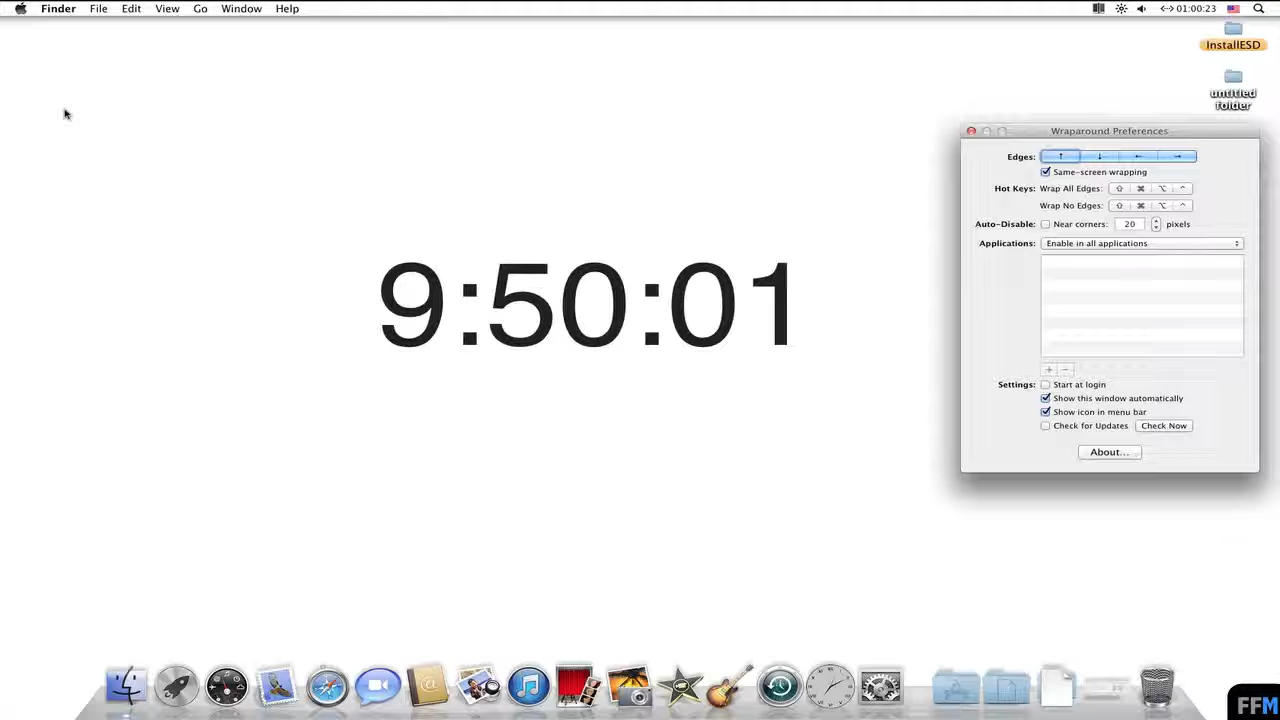 Finder File Edit View Go Window Help 01:00:23
InstallESD
untitled
folder
Wraparound Preferences
Edges: ↑ ↓ ← →
Same-screen wrapping
Hot Keys: Wrap All Edges: ⇧ ⌘ ⌥ ^
Wrap No Edges: ⇧ ⌘ ⌥ ^
Auto-Disable: Near corners: 20 pixels
Applications: Enable in all applications
+ −
Settings: Start at login
Show this window automatically
Show icon in menu bar
Check for Updates Check Now
About...
9:50:01
FFM